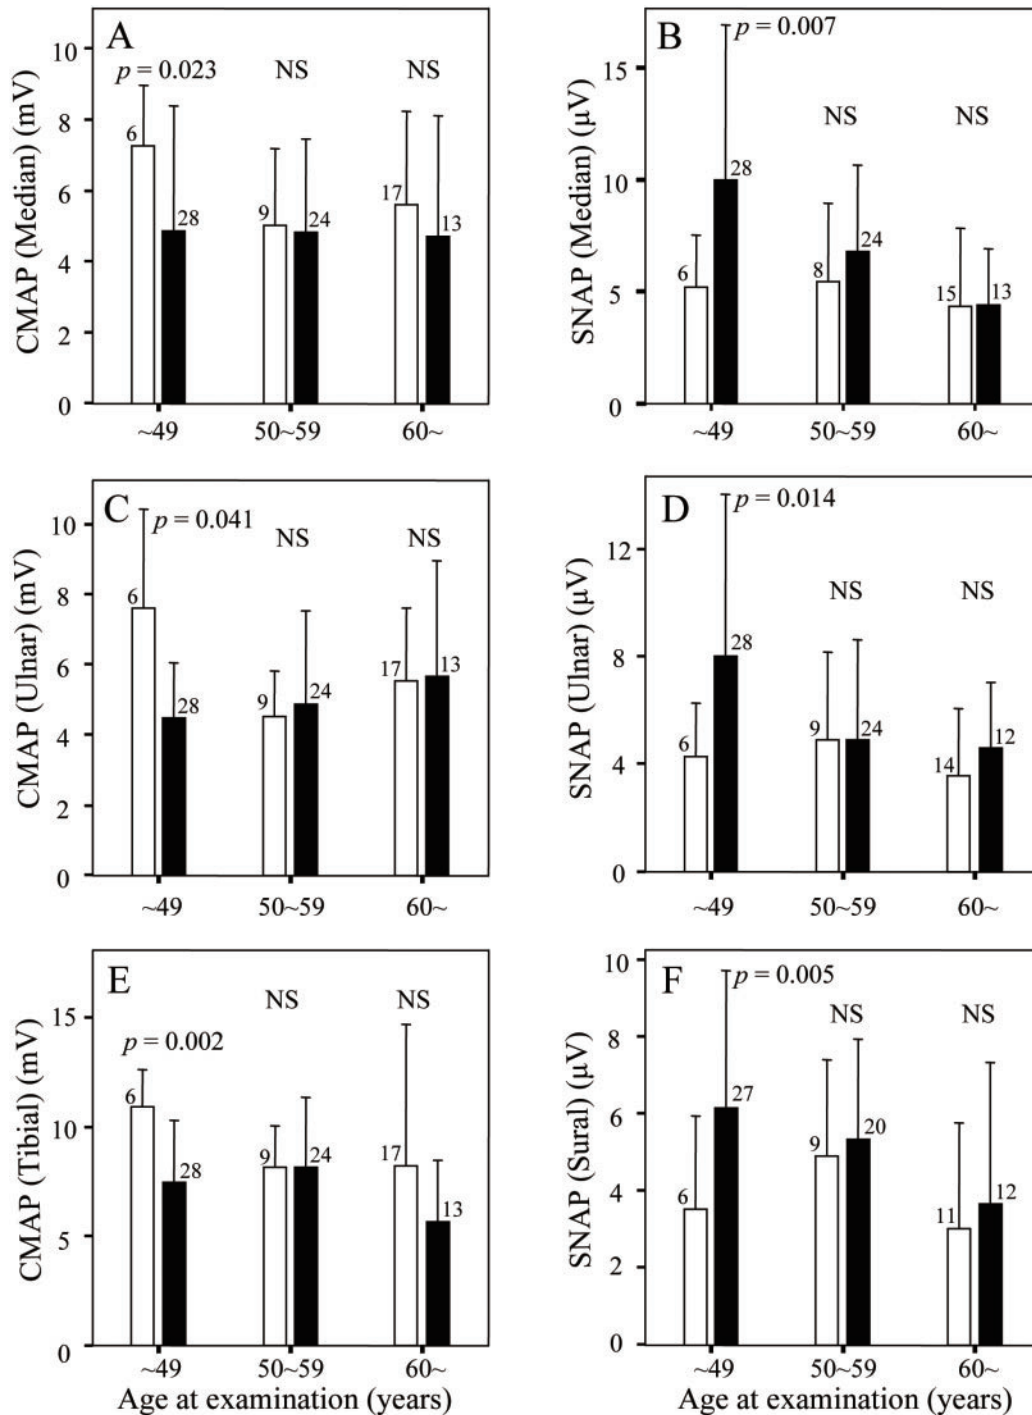 A
CMAP (Median) (mV)
10
8
6
4
2
0
p = 0.023
NS
NS
6
28
9
24
17
13
~49
50~59
60~
B
SNAP (Median) (μV)
15
10
5
0
p = 0.007
NS
NS
6
28
8
24
15
13
~49
50~59
60~
C
CMAP (Ulnar) (mV)
10
8
6
4
2
0
p = 0.041
NS
NS
6
28
9
24
17
13
~49
50~59
60~
D
SNAP (Ulnar) (μV)
12
8
4
0
p = 0.014
NS
NS
6
28
9
24
14
12
~49
50~59
60~
E
CMAP (Tibial) (mV)
15
10
5
0
p = 0.002
NS
NS
6
28
9
24
17
13
~49
50~59
60~
Age at examination (years)
F
SNAP (Sural) (μV)
10
8
6
4
2
0
p = 0.005
NS
NS
6
27
9
20
11
12
~49
50~59
60~
Age at examination (years)